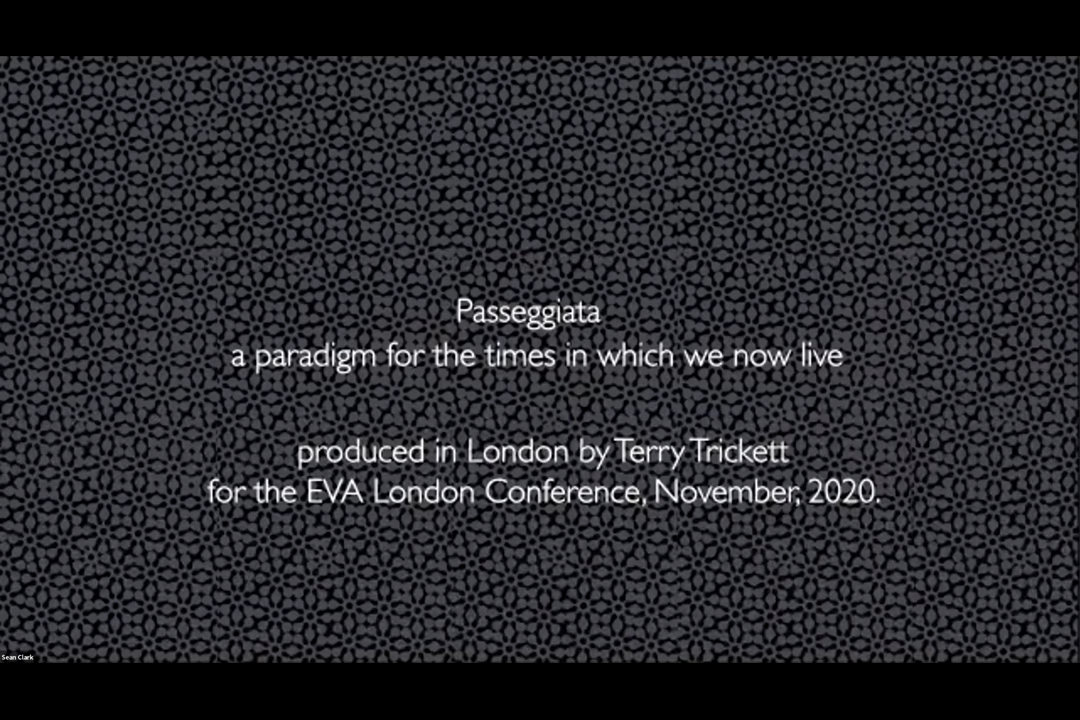 Passeggiata
a paradigm for the times in which we now live
produced in London by Terry Trickett
for the EVA London Conference, November, 2020.
Sean Clark